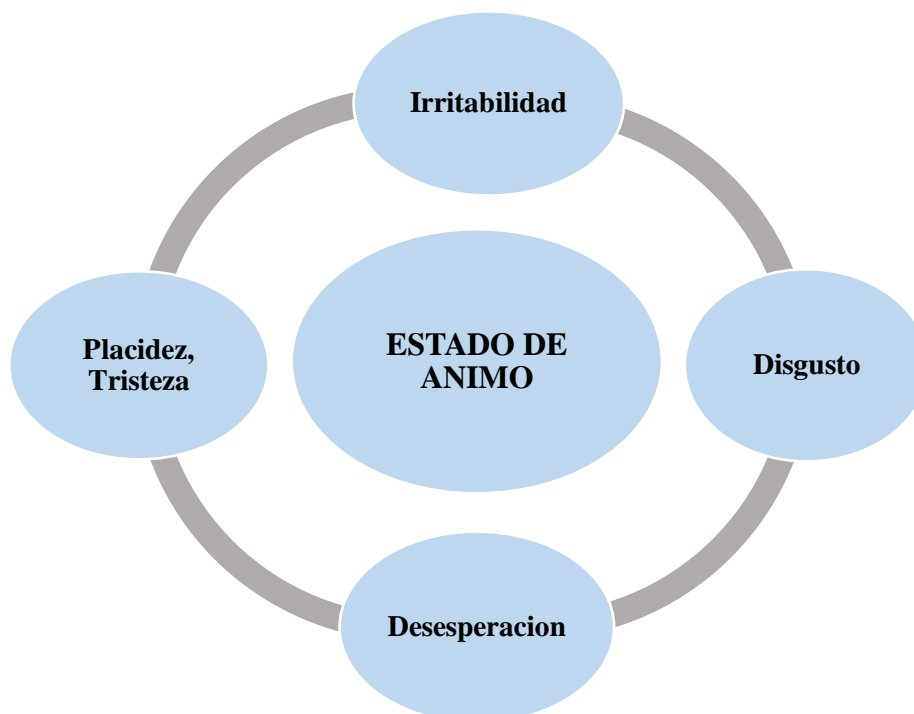 Irritabilidad
Placidez,
Tristeza
ESTADO DE
ANIMO
Disgusto
Desesperacion